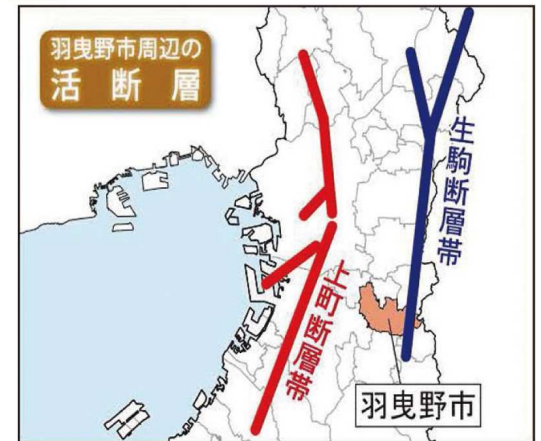 羽曳野市周辺の
活断層
生駒断層帯
上町断層帯
羽曳野市